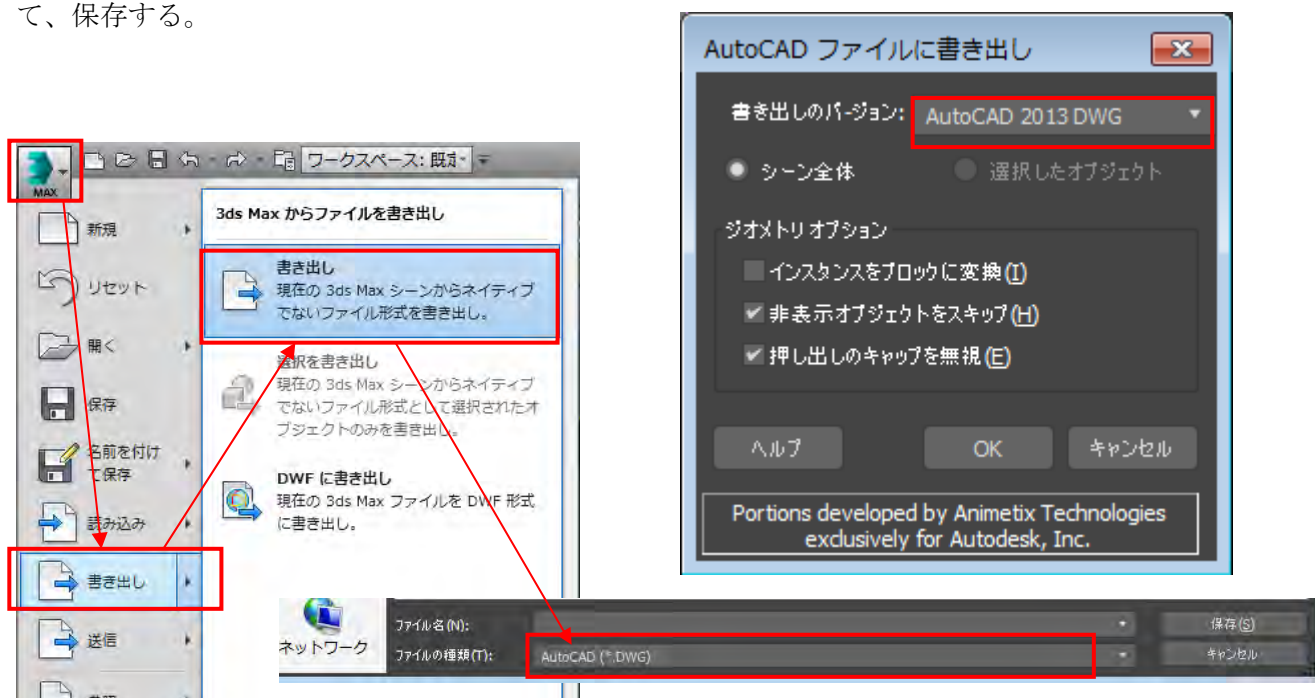 て、保存する。
MAX
ワークスペース: 既定
新規
リセット
開く
保存
名前を付け
て保存
読み込み
書き出し
送信
3ds Max からファイルを書き出し
書き出し
現在の 3ds Max シーンからネイティブ
でないファイル形式を書き出し。
選択を書き出し
現在の 3ds Max シーンからネイティブ
でないファイル形式として選択されたオ
ブジェクトのみを書き出し。
DWF に書き出し
現在の 3ds Max ファイルを DWF 形式
に書き出し。
AutoCAD ファイルに書き出し
書き出しのバージョン: AutoCAD 2013 DWG
シーン全体 選択したオブジェクト
ジオメトリ オプション
インスタンスをブロックに変換(I)
非表示オブジェクトをスキップ(H)
押し出しのキャップを無視(E)
ヘルプ OK キャンセル
Portions developed by Animetix Technologies
exclusively for Autodesk, Inc.
ネットワーク
ファイル名(N): 保存(S)
ファイルの種類(T): AutoCAD (*.DWG) キャンセル